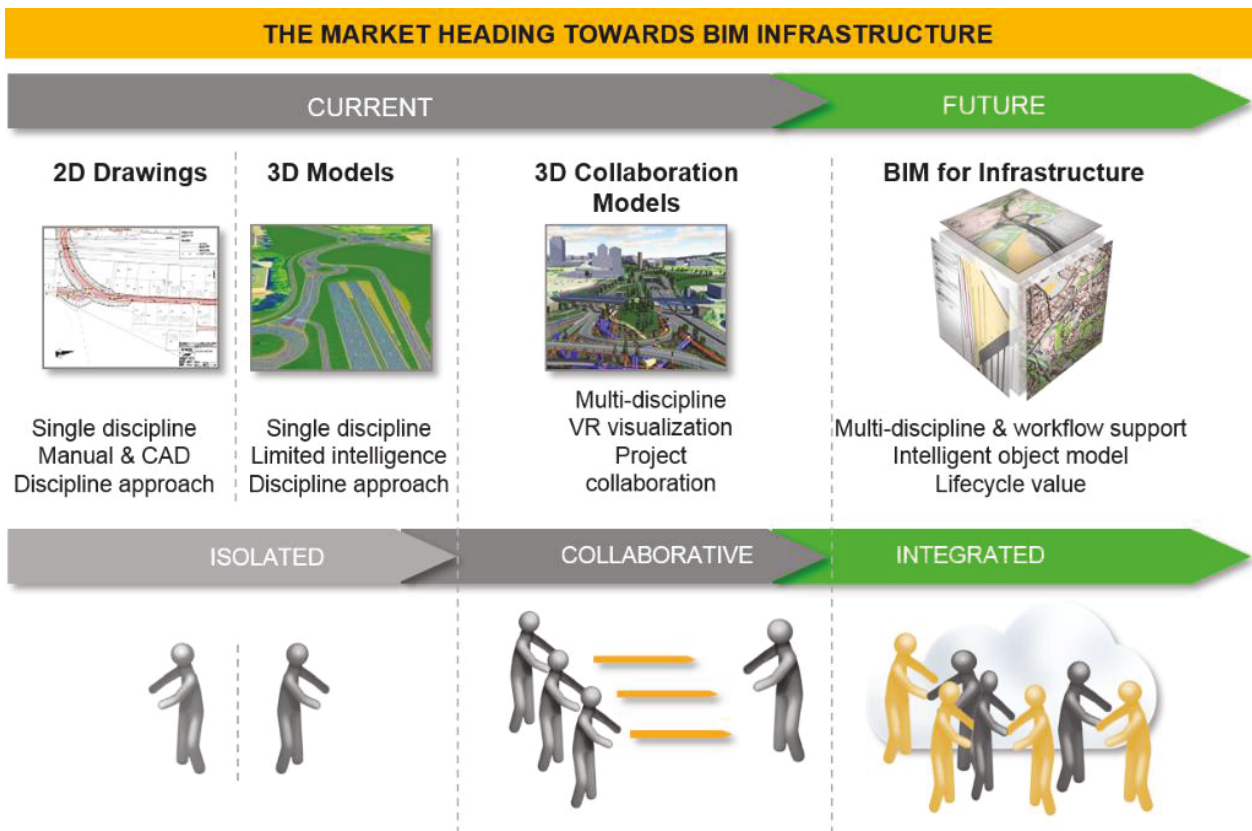 THE MARKET HEADING TOWARDS BIM INFRASTRUCTURE
CURRENT
FUTURE
2D Drawings
3D Models
3D Collaboration
Models
BIM for Infrastructure
Single discipline
Manual & CAD
Discipline approach
Single discipline
Limited intelligence
Discipline approach
Multi-discipline
VR visualization
Project
collaboration
Multi-discipline & workflow support
Intelligent object model
Lifecycle value
ISOLATED
COLLABORATIVE
INTEGRATED